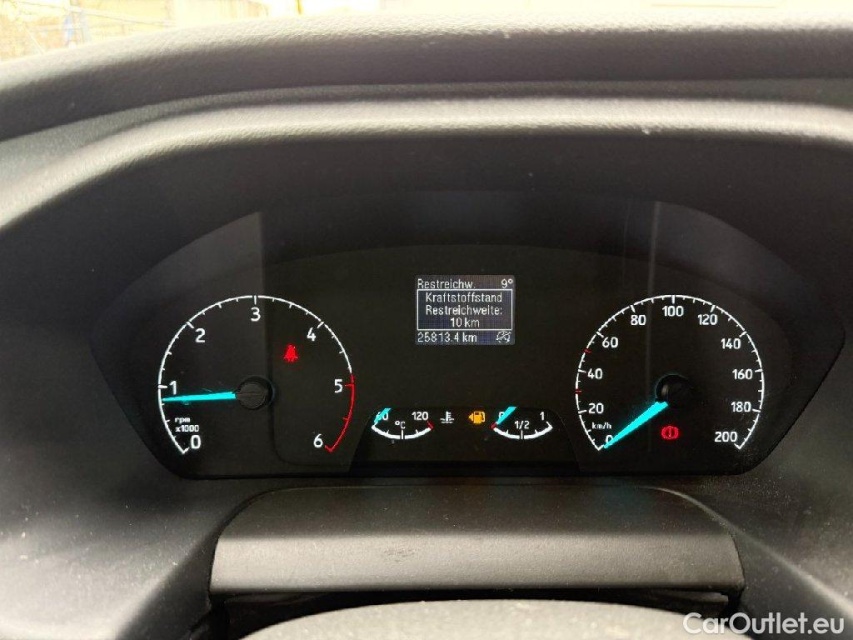 Restreichw. 9°
Kraftstoffstand
Restreichweite:
10 km
25813.4 km
0
1
2
3
4
5
6
rpm
x1000
60 120
°C
0 1/2 1
0
20
40
60
80
100
120
140
160
180
200
km/h
CarOutlet.eu